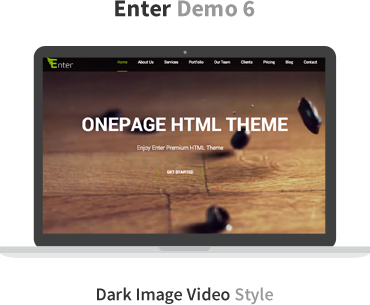 Enter Demo 6
Enter Home About Us Services Portfolio Our Team Clients Pricing Blog Contact
ONEPAGE HTML THEME
Enjoy Enter Premium HTML Theme
GET STARTED
Dark Image Video Style